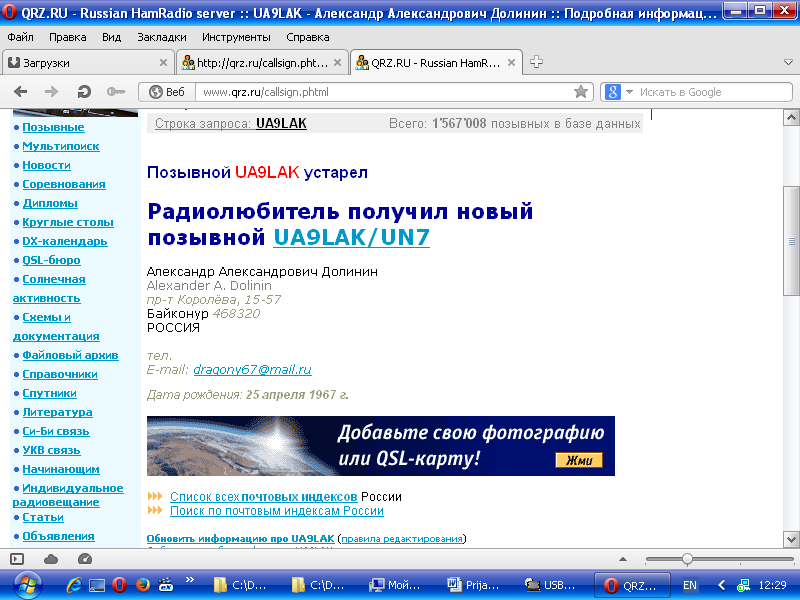 QRZ.RU - Russian HamRadio server :: UA9LAK - Александр Александрович Долинин :: Подробная информац...
Файл Правка Вид Закладки Инструменты Справка
Загрузки http://qrz.ru/callsign.pht... QRZ.RU - Russian HamR...
Веб www.qrz.ru/callsign.phtml Искать в Google
Позывные
Мультипоиск
Новости
Соревнования
Дипломы
Круглые столы
DX-календарь
QSL-бюро
Солнечная
активность
Схемы и
документация
Файловый архив
Справочники
Спутники
Литература
Си-Би связь
УКВ связь
Начинающим
Индивидуальное
радиовещание
Статьи
Объявления
Строка запроса: UA9LAK Всего: 1'567'008 позывных в базе данных
Позывной UA9LAK устарел
Радиолюбитель получил новый
позывной UA9LAK/UN7
Александр Александрович Долинин
Alexander A. Dolinin
пр-т Королёва, 15-57
Байконур 468320
РОССИЯ
тел.
E-mail: dragony67@mail.ru
Дата рождения: 25 апреля 1967 г.
Добавьте свою фотографию
или QSL-карту! Жми
Список всех почтовых индексов России
Поиск по почтовым индексам России
Обновить информацию про UA9LAK (правила редактирования)
C:\D... C:\D... Мой... Prija... USB... QRZ... EN 12:29